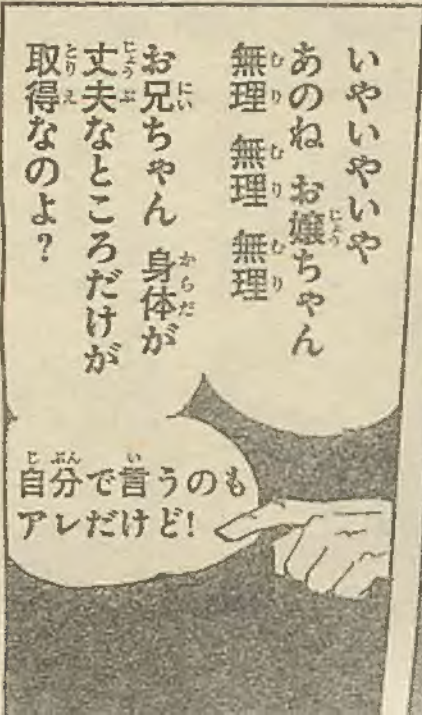 いやいやいや
あのね お嬢ちゃん
無理 無理 無理
お兄ちゃん 身体が
丈夫なところだけが
取得なのよ?
自分で言うのも
アレだけど!